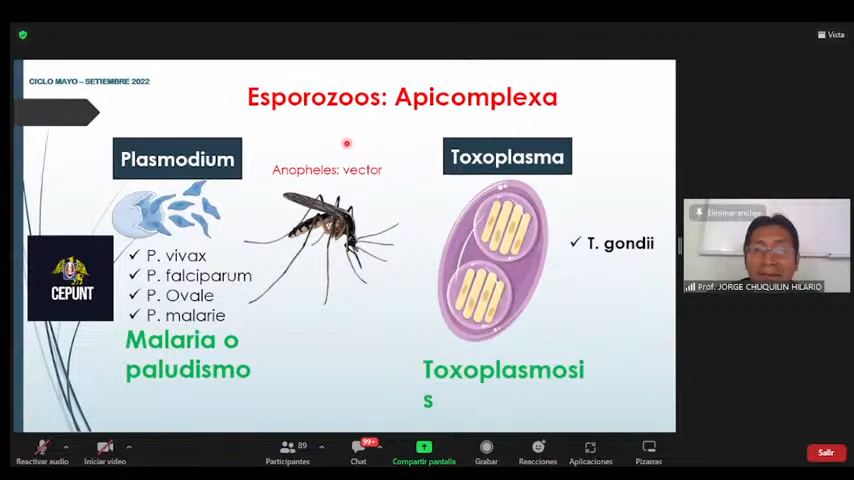 Vista
CICLO MAYO – SETIEMBRE 2022
Esporozoos: Apicomplexa
Plasmodium
Anopheles: vector
Toxoplasma
✓ P. vivax
✓ P. falciparum
✓ P. Ovale
✓ P. malarie
Malaria o
paludismo
CEPUNT
✓ T. gondii
Toxoplasmosi
s
Eliminar anclaje
Prof. JORGE CHUQUILIN HILARIO
Reactivar audio
Iniciar video
89
Participantes
99+
Chat
Compartir pantalla
Grabar
Reacciones
Aplicaciones
Pizarras
Salir